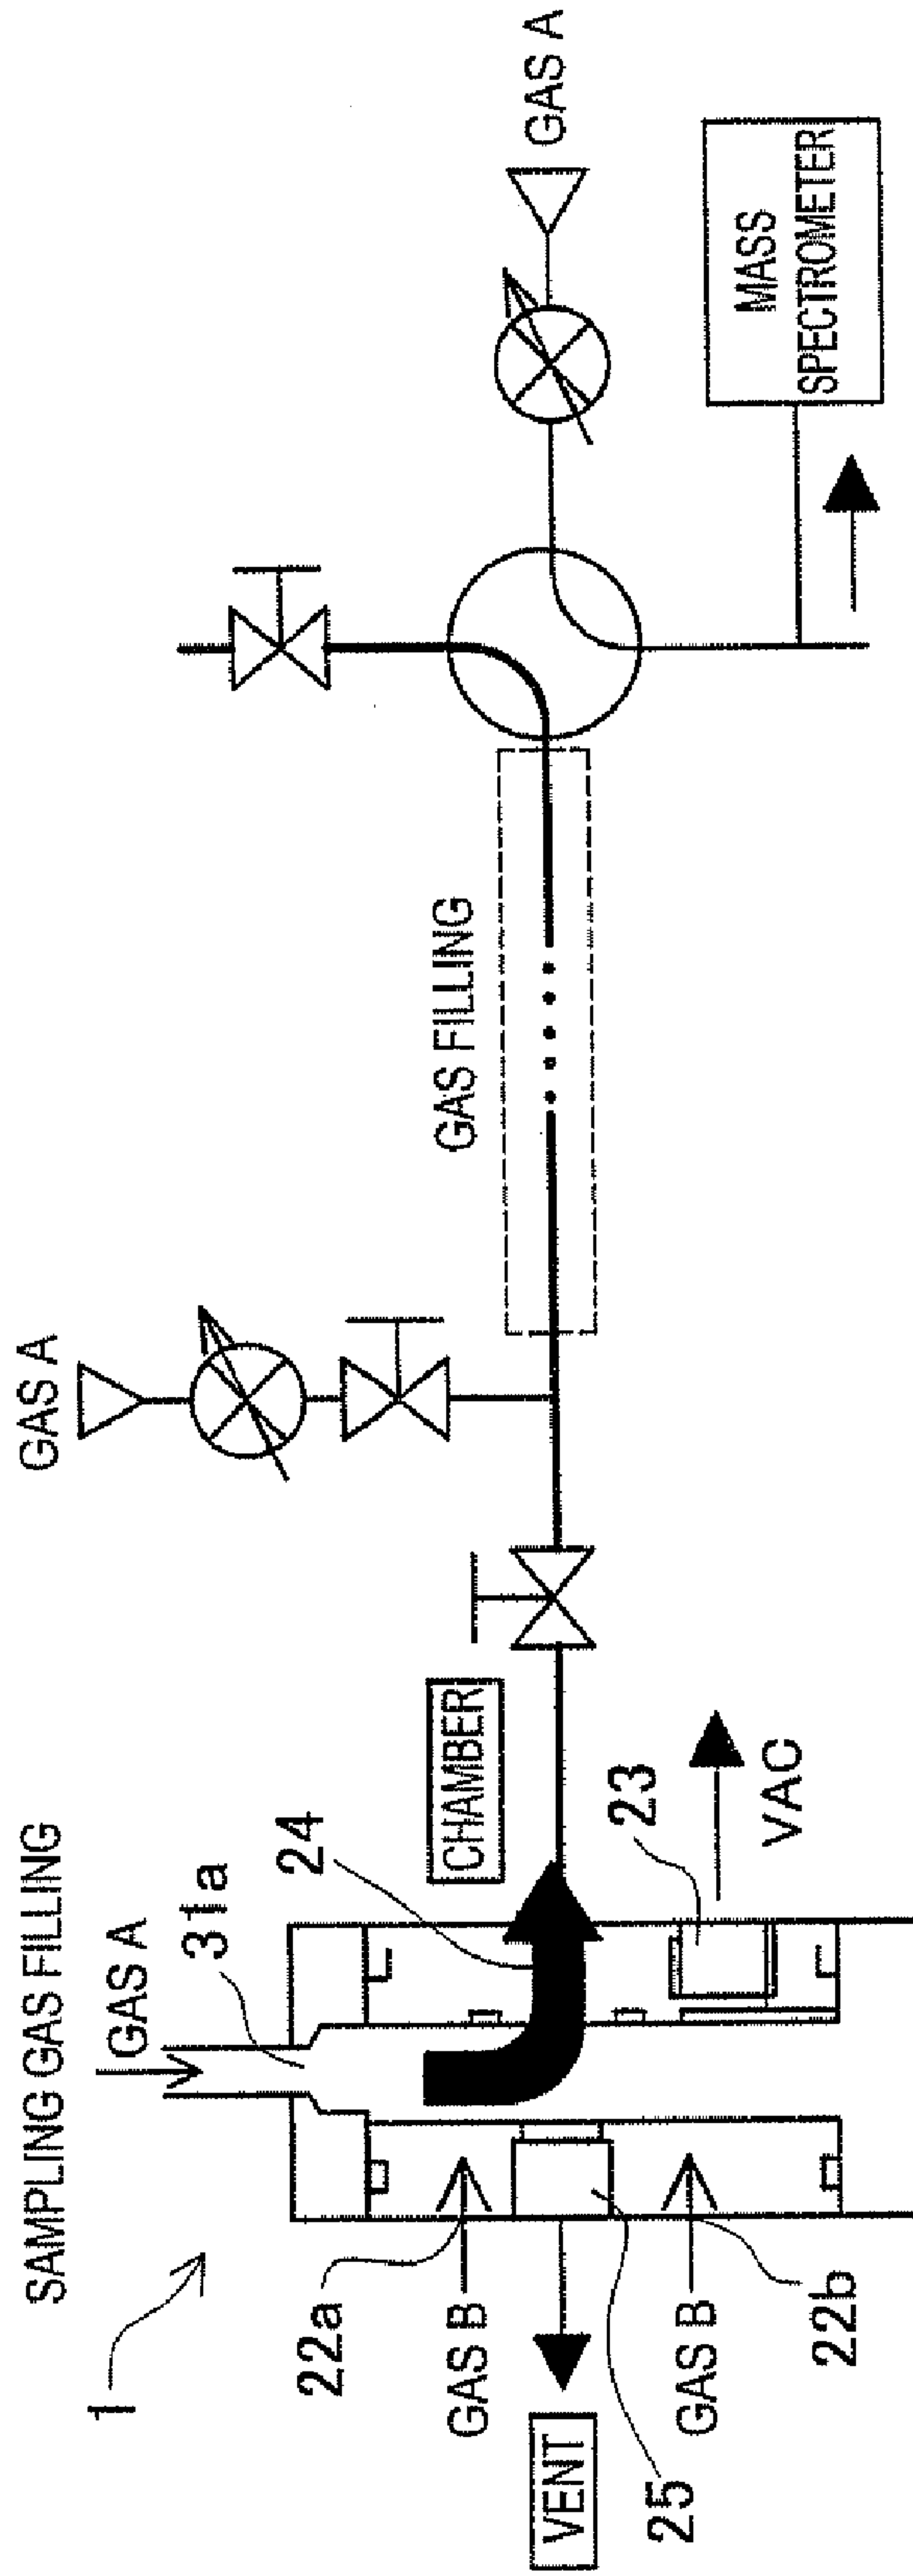 SAMPLING GAS FILLING
1
GAS A
31a
24
CHAMBER
22a
GAS B
VENT
25
GAS B
22b
23
VAC
GAS A
GAS FILLING
GAS A
MASS
SPECTROMETER